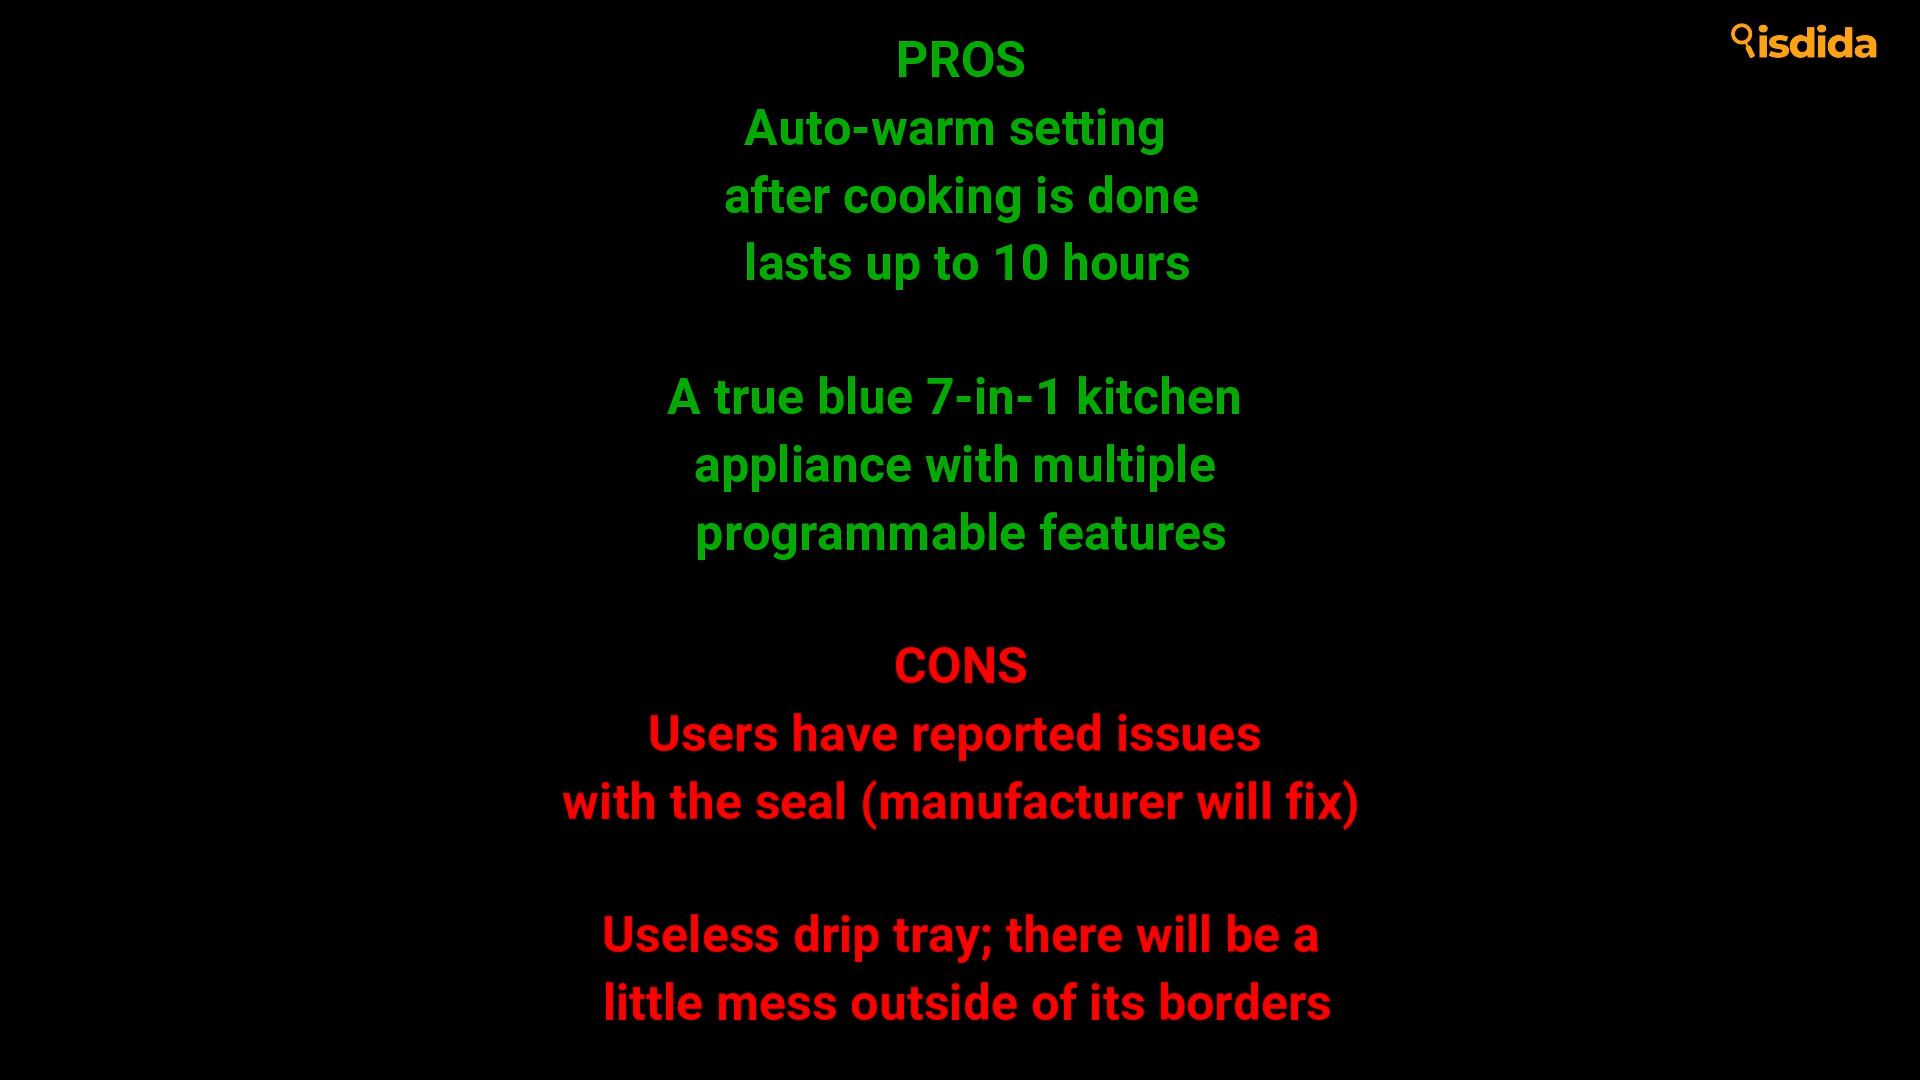 PROS
isdida
Auto-warm setting
after cooking is done
lasts up to 10 hours
A true blue 7-in-1 kitchen
appliance with multiple
programmable features
CONS
Users have reported issues
with the seal (manufacturer will fix)
Useless drip tray; there will be a
little mess outside of its borders